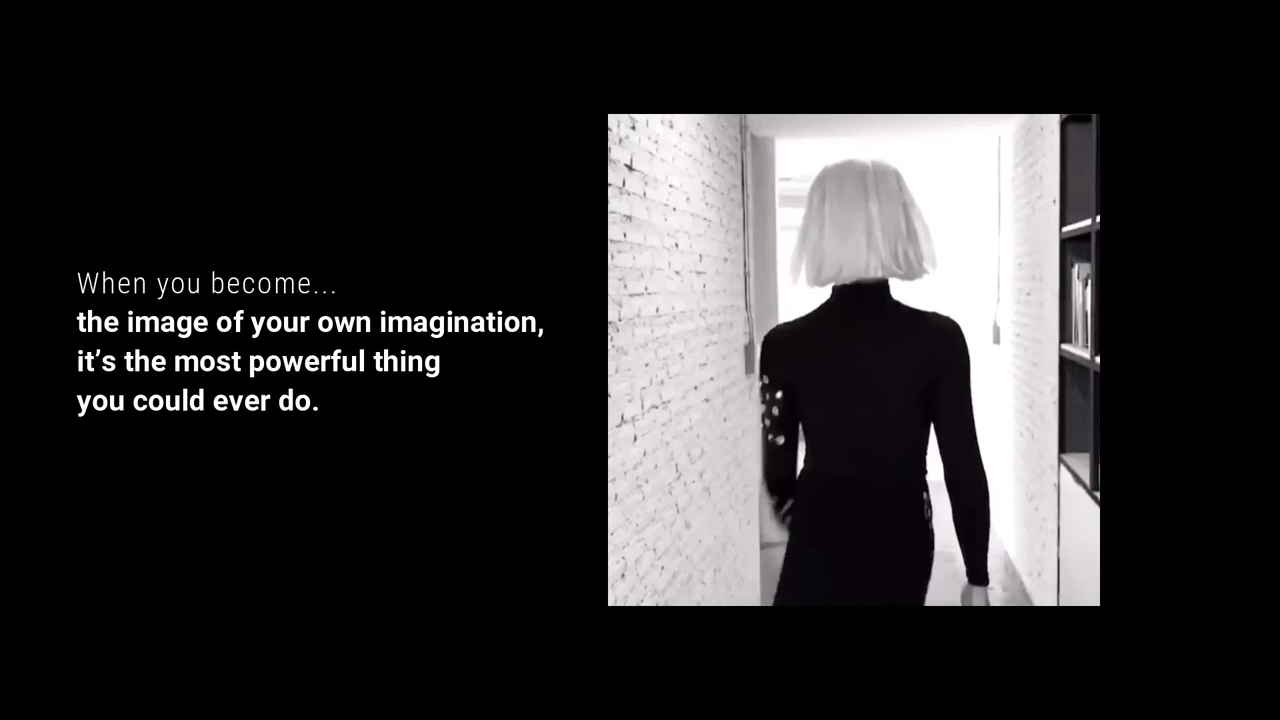 When you become...
the image of your own imagination,
it’s the most powerful thing
you could ever do.